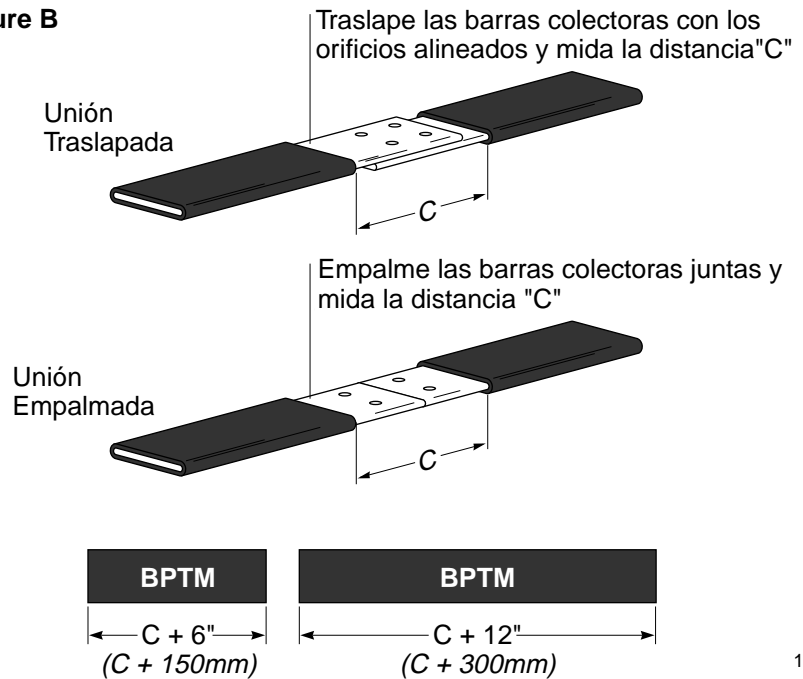 ure B
Traslape las barras colectoras con los
orificios alineados y mida la distancia"C"
Unión
Traslapada
C
Empalme las barras colectoras juntas y
mida la distancia "C"
Unión
Empalmada
C
BPTM
BPTM
C + 6"
C + 12"
(C + 150mm)
(C + 300mm)
1